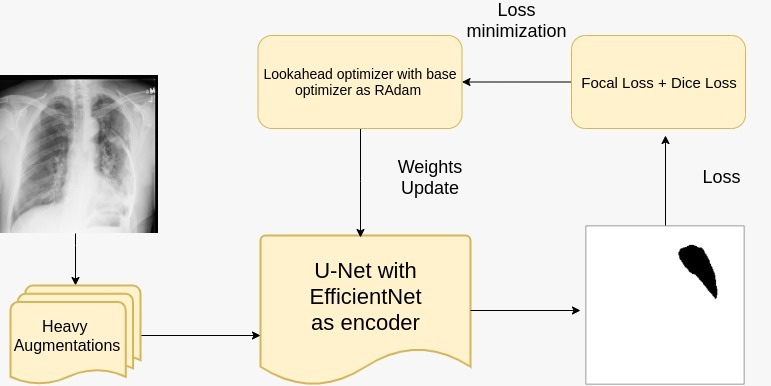 Loss
minimization
Lookahead optimizer with base
optimizer as RAdam
Focal Loss + Dice Loss
Weights
Update
Loss
U-Net with
EfficientNet
as encoder
Heavy
Augmentations